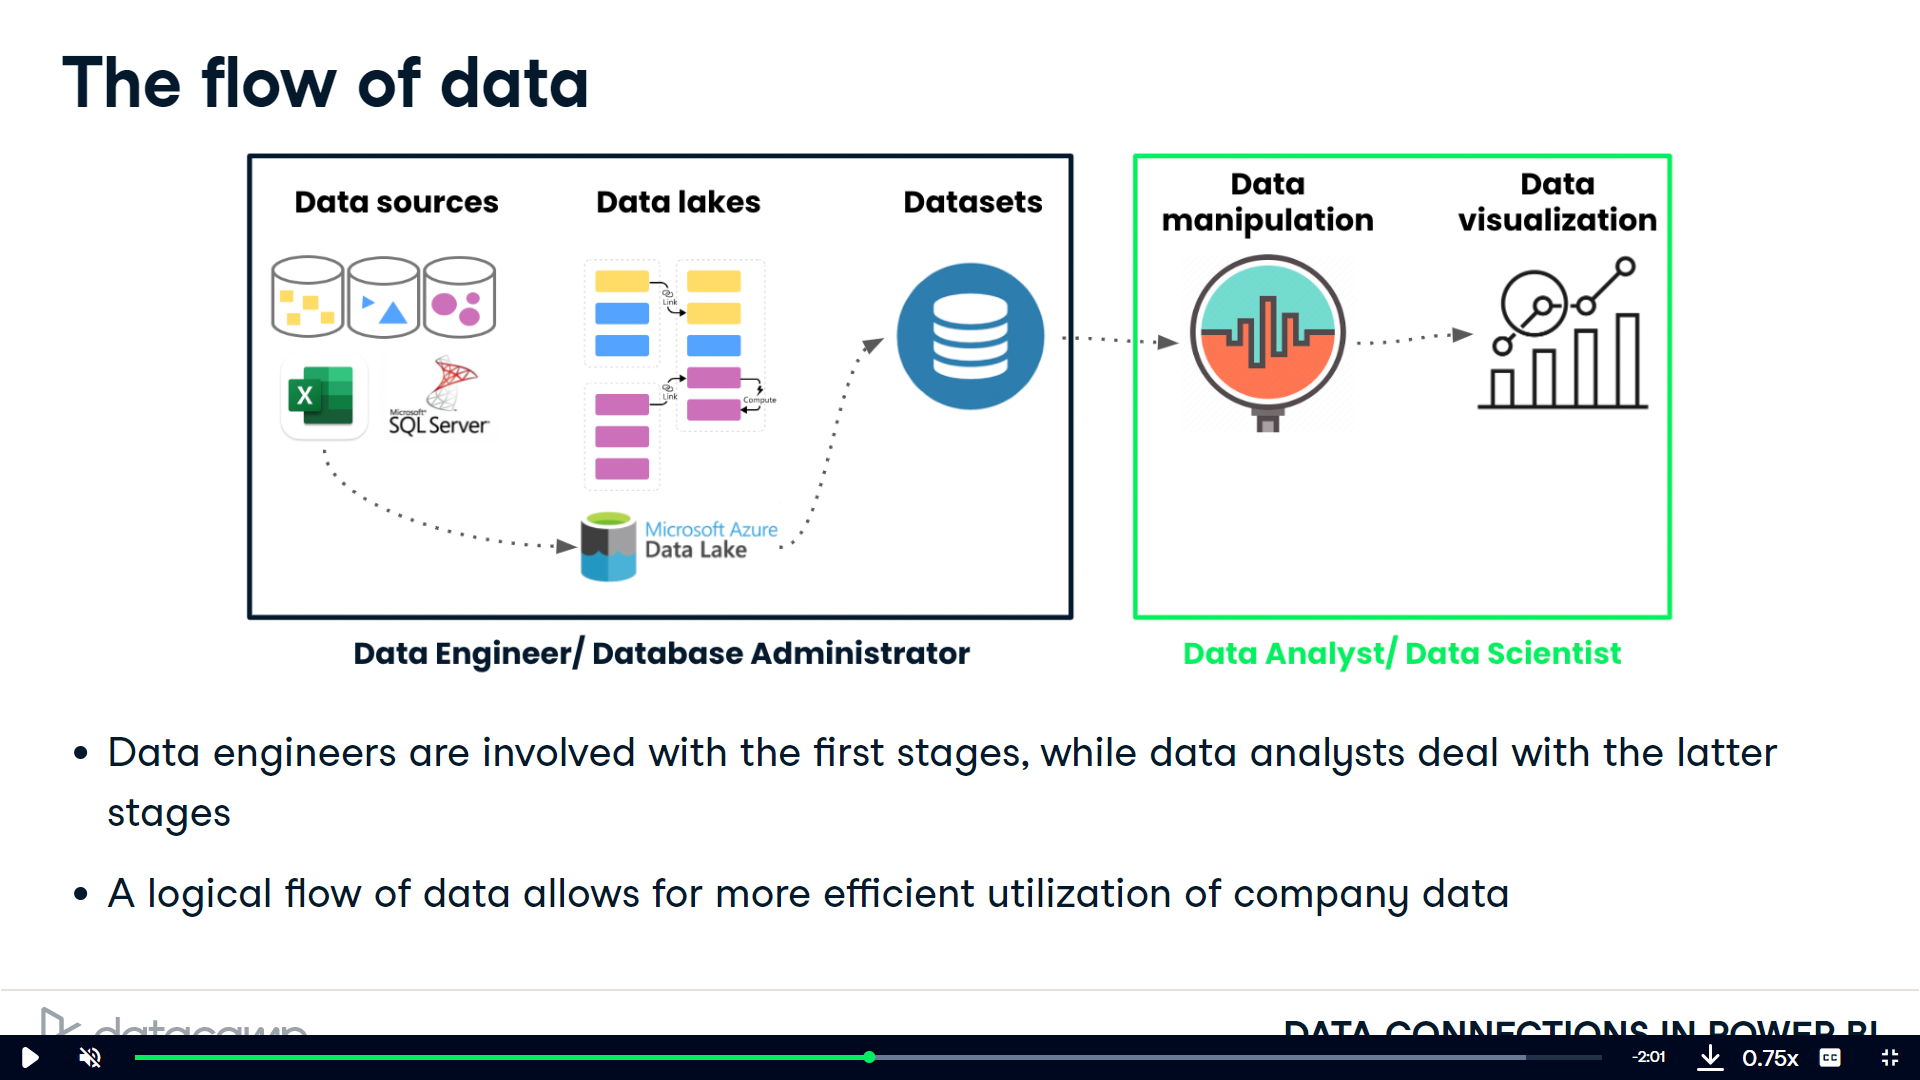 The flow of data
Data sources
Data lakes
Datasets
Data
manipulation
Data
visualization
Link
Link
Compute
X
Microsoft
SQL Server
Microsoft Azure
Data Lake
Data Engineer/ Database Administrator
Data Analyst/ Data Scientist
• Data engineers are involved with the first stages, while data analysts deal with the latter
stages
• A logical flow of data allows for more efficient utilization of company data
datacamp
DATA CONNECTIONS IN POWER BI
-2:01
0.75x
CC